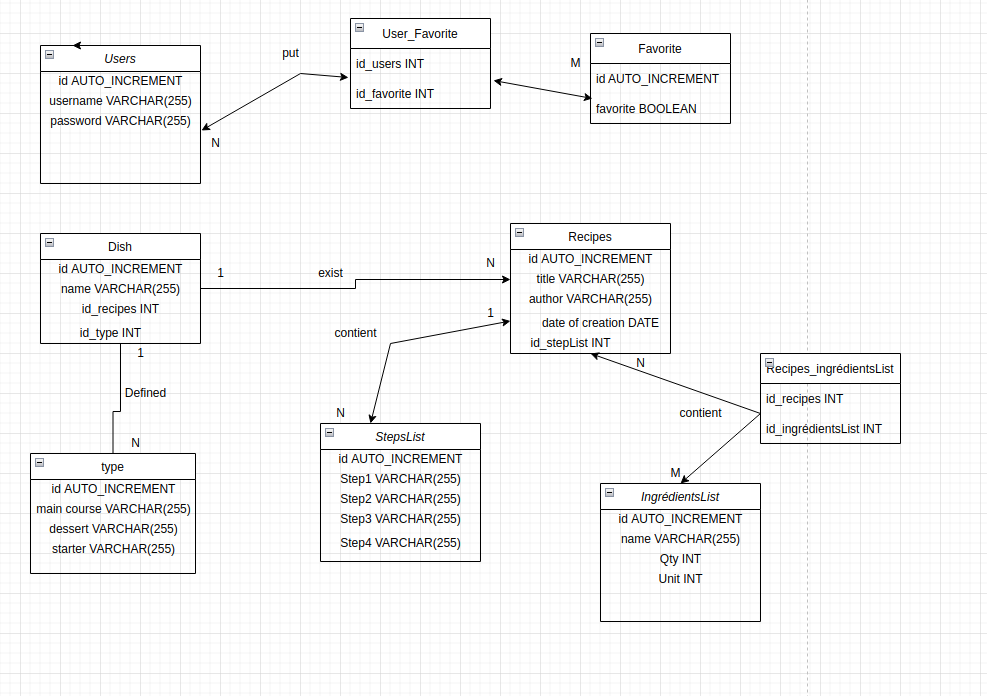 Users
id AUTO_INCREMENT
username VARCHAR(255)
password VARCHAR(255)
put
N
User_Favorite
id_users INT
id_favorite INT
M
Favorite
id AUTO_INCREMENT
favorite BOOLEAN
Dish
id AUTO_INCREMENT
name VARCHAR(255)
id_recipes INT
id_type INT
1
exist
N
Recipes
id AUTO_INCREMENT
title VARCHAR(255)
author VARCHAR(255)
date of creation DATE
id_stepList INT
1
contient
N
1
Defined
N
type
id AUTO_INCREMENT
main course VARCHAR(255)
dessert VARCHAR(255)
starter VARCHAR(255)
StepsList
id AUTO_INCREMENT
Step1 VARCHAR(255)
Step2 VARCHAR(255)
Step3 VARCHAR(255)
Step4 VARCHAR(255)
N
contient
M
Recipes_ingrédientsList
id_recipes INT
id_ingrédientsList INT
IngrédientsList
id AUTO_INCREMENT
name VARCHAR(255)
Qty INT
Unit INT